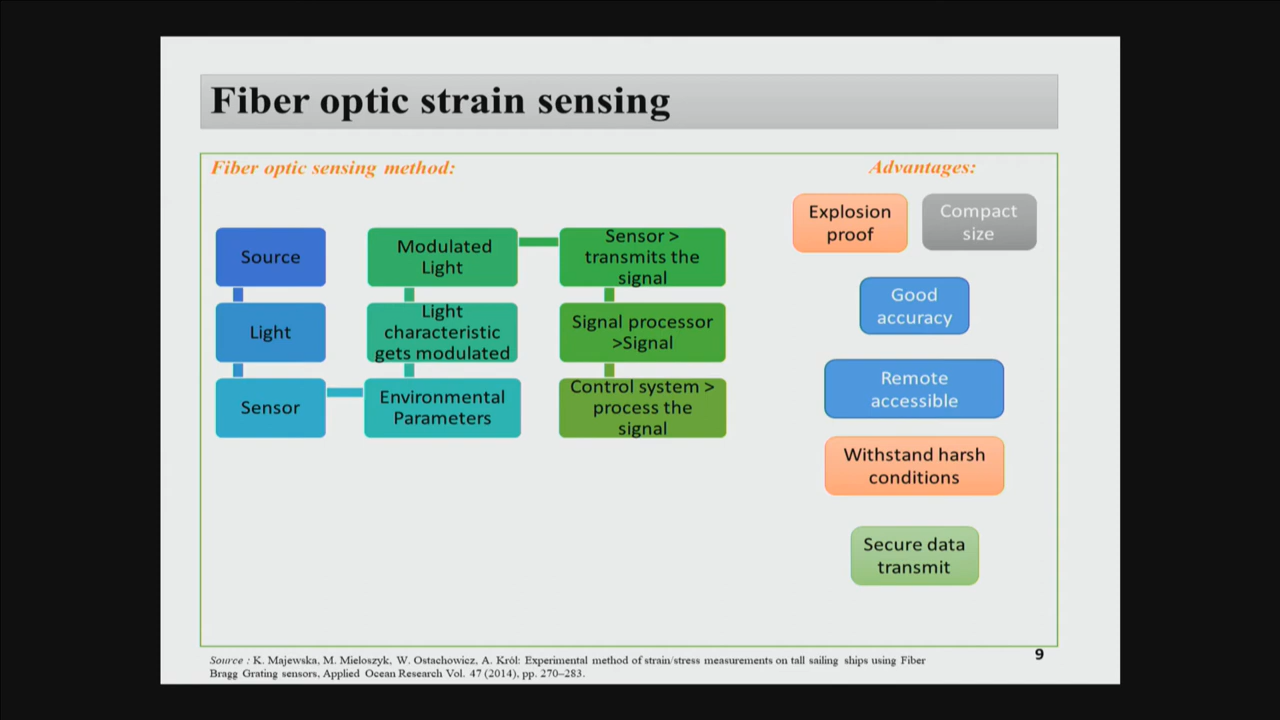 Fiber optic strain sensing
Fiber optic sensing method:
Source
Light
Sensor
Environmental
Parameters
Light
characteristic
gets modulated
Modulated
Light
Sensor >
transmits the
signal
Signal processor
>Signal
Control system >
process the
signal
Advantages:
Explosion
proof
Compact
size
Good
accuracy
Remote
accessible
Withstand harsh
conditions
Secure data
transmit
Source : K. Majewska, M. Mieloszyk, W. Ostachowicz, A. Król: Experimental method of strain/stress measurements on tall sailing ships using Fiber
Bragg Grating sensors, Applied Ocean Research Vol. 47 (2014), pp. 270–283.
9